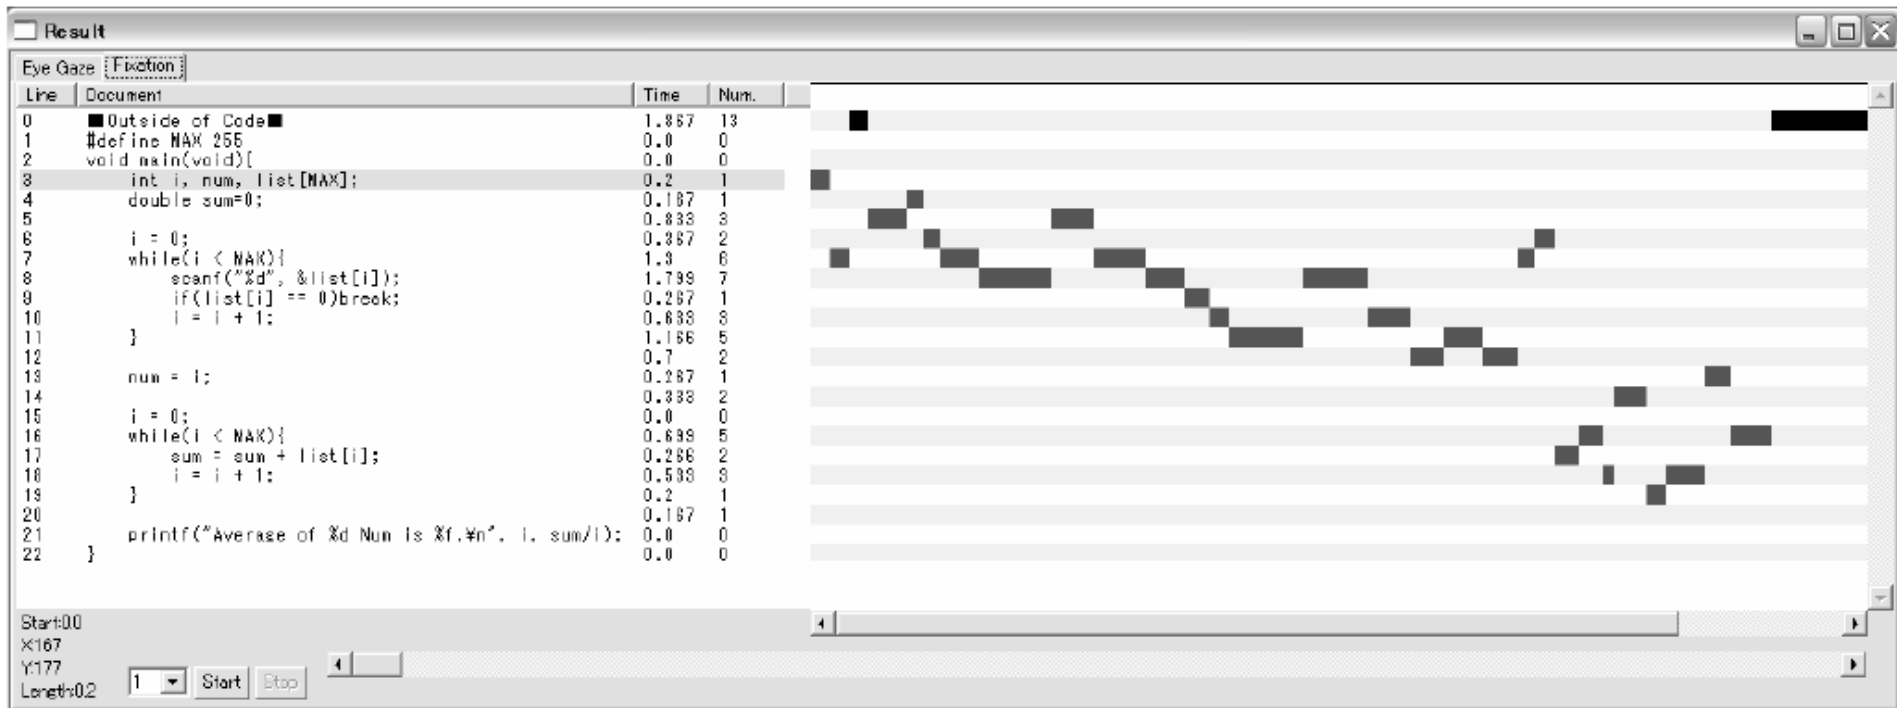 Result
Eye Gaze Fixation
Line Document Time Num.
0 ■Outside of Code■ 1.867 13
1 #define MAX 255 0.0 0
2 void main(void){ 0.0 0
3 int i, num, list[MAX]; 0.2 1
4 double sum=0; 0.167 1
5 0.833 3
6 i = 0; 0.367 2
7 while(i < MAX){ 1.3 6
8 scanf("%d", &list[i]); 1.799 7
9 if(list[i] == 0)break; 0.267 1
10 i = i + 1; 0.633 3
11 } 1.166 5
12 0.7 2
13 num = i; 0.267 1
14 0.333 2
15 i = 0; 0.0 0
16 while(i < MAX){ 0.699 5
17 sum = sum + list[i]; 0.266 2
18 i = i + 1; 0.533 3
19 } 0.2 1
20 0.167 1
21 printf("Average of %d Num is %f.¥n", i, sum/i); 0.0 0
22 } 0.0 0
Start:0.0
X:167
Y:177
Length:0.2
1 Start Stop